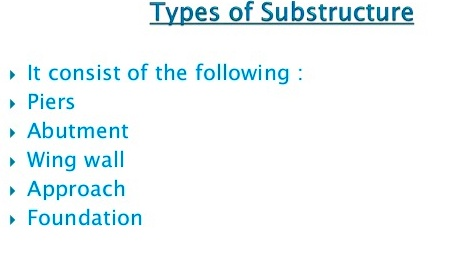 Types of Substructure
It consist of the following :
Piers
Abutment
Wing wall
Approach
Foundation